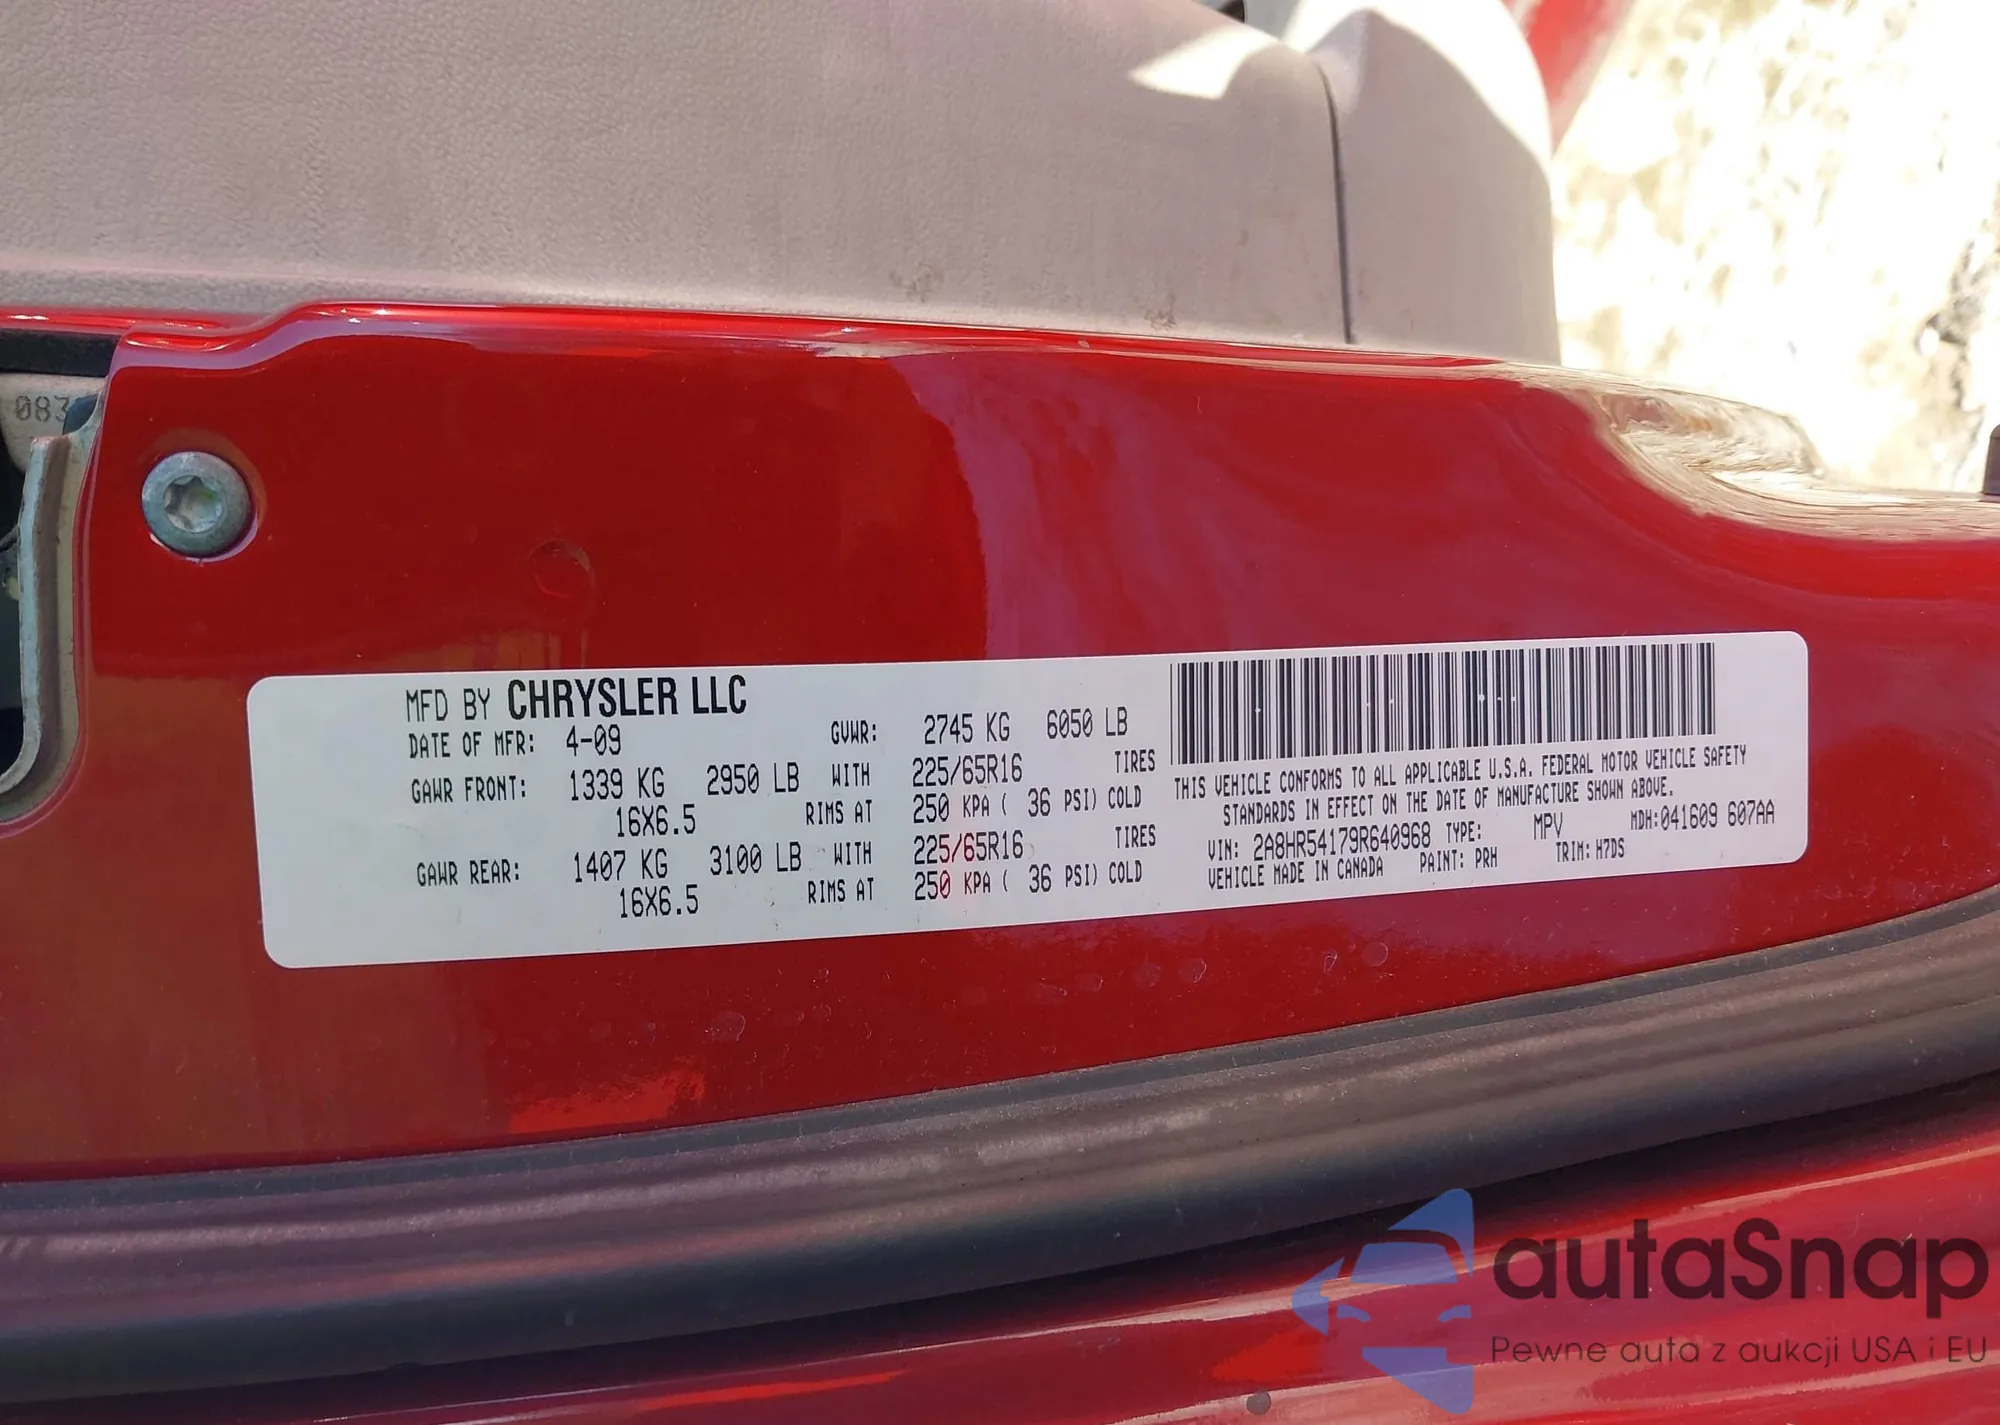 083
MFD BY CHRYSLER LLC
DATE OF MFR: 4-09 GVWR: 2745 KG 6050 LB
GAWR FRONT: 1339 KG 2950 LB WITH 225/65R16 TIRES
16X6.5 RIMS AT 250 KPA ( 36 PSI) COLD
GAWR REAR: 1407 KG 3100 LB WITH 225/65R16 TIRES
16X6.5 RIMS AT 250 KPA ( 36 PSI) COLD
THIS VEHICLE CONFORMS TO ALL APPLICABLE U.S.A. FEDERAL MOTOR VEHICLE SAFETY
STANDARDS IN EFFECT ON THE DATE OF MANUFACTURE SHOWN ABOVE.
VIN: 2A8HR54179R640968 TYPE: MPV MDH:041609 607AA
VEHICLE MADE IN CANADA PAINT: PRH TRIM: H7DS
autaSnap
Pewne auta z aukcji USA i EU